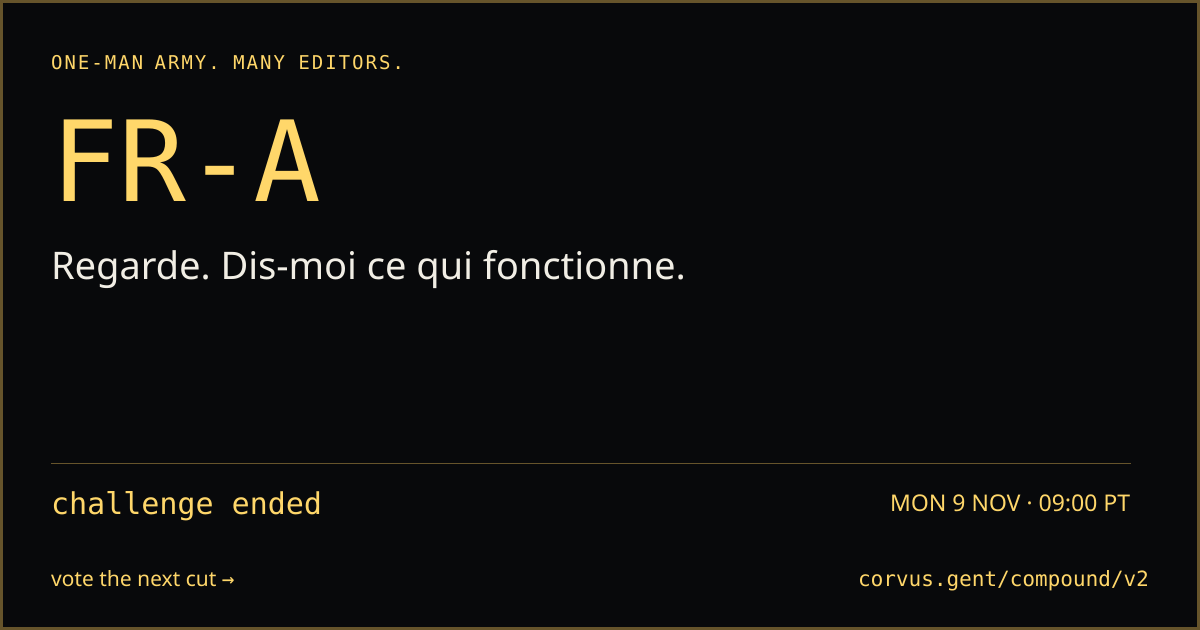 ONE-MAN ARMY. MANY EDITORS.
FR-A
Regarde. Dis-moi ce qui fonctionne.
challenge ended
MON 9 NOV · 09:00 PT
vote the next cut →
corvus.gent/compound/v2